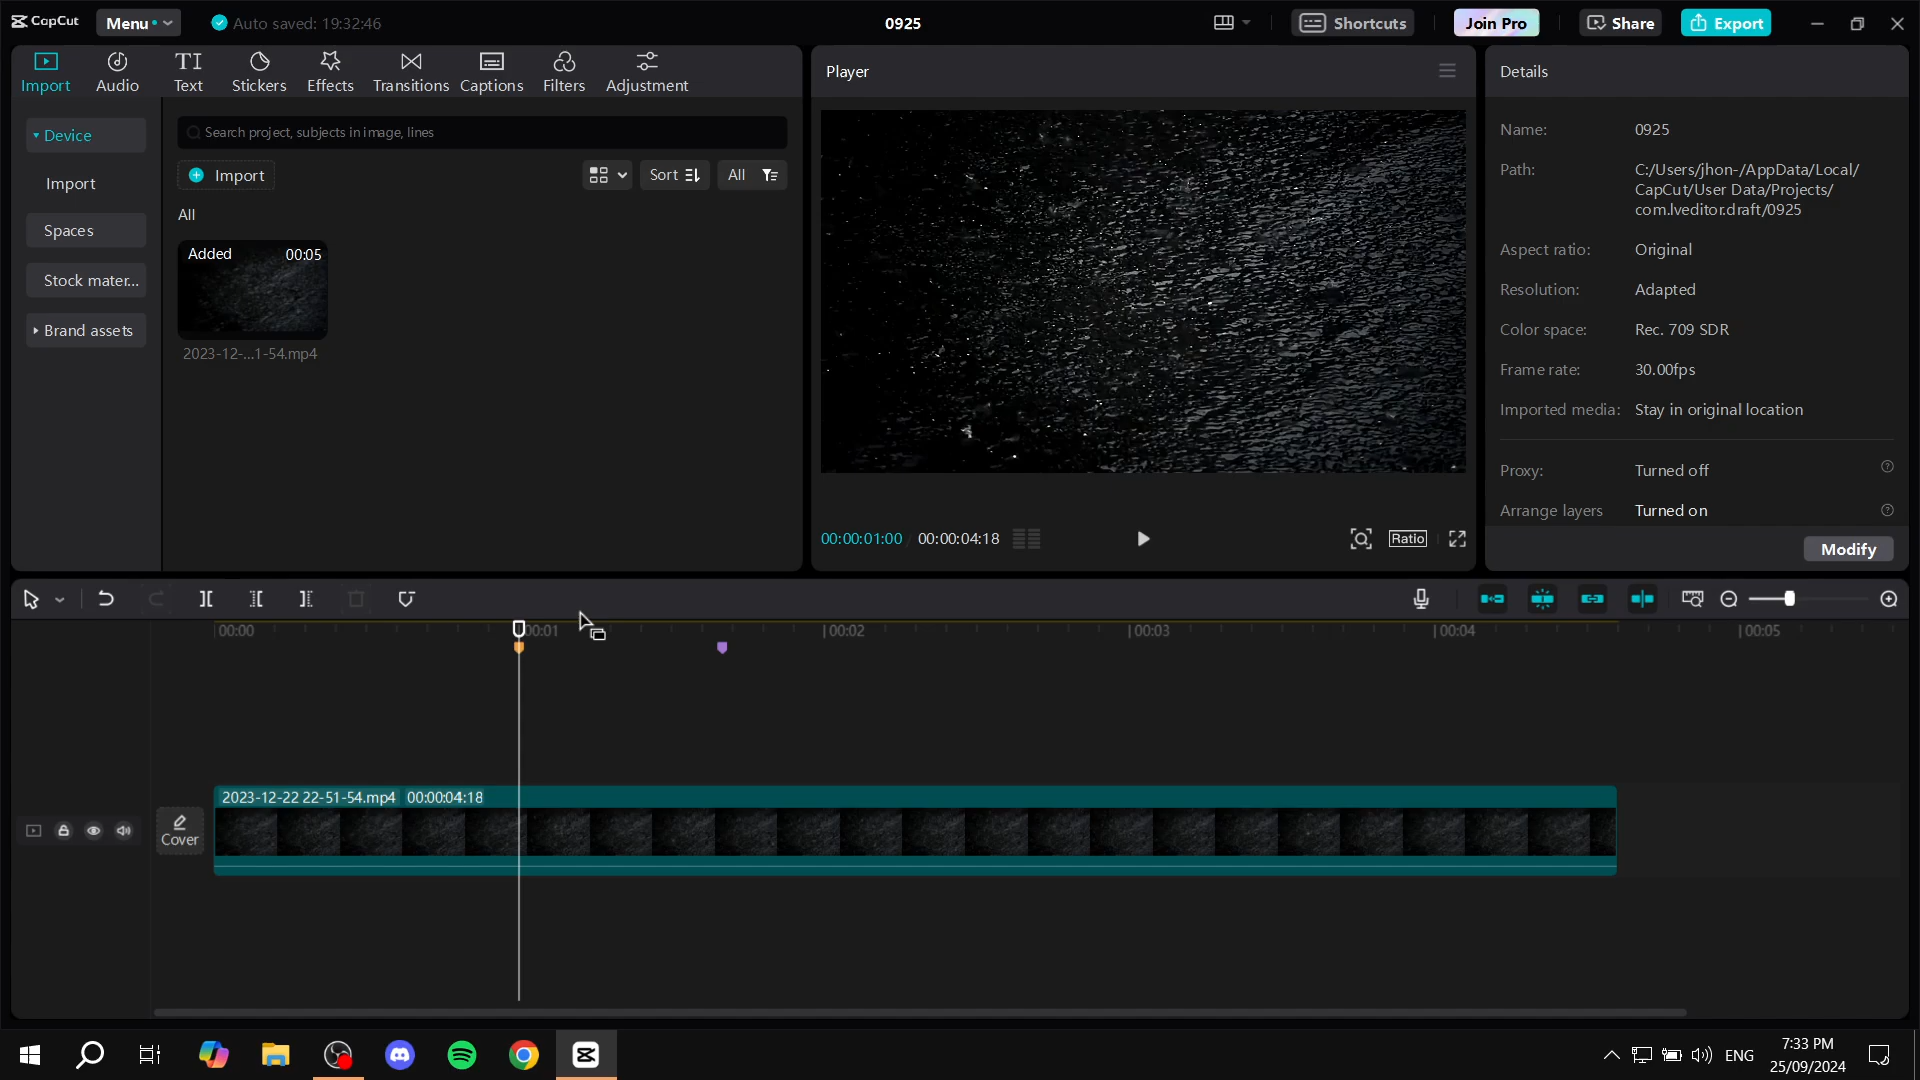 CapCut
Menu
Auto saved: 19:32:46
0925
Shortcuts
Join Pro
Share
Export
Import
Audio
Text
Stickers
Effects
Transitions
Captions
Filters
Adjustment
Player
Details
Device
Import
Spaces
Stock mater...
Brand assets
Search project, subjects in image, lines
Import
Sort
All
All
Added 00:05
2023-12-...1-54.mp4
00:00:01:00
00:00:04:18
Ratio
Name: 0925
Path: C:/Users/jhon-/AppData/Local/
CapCut/User Data/Projects/
com.lveditor.draft/0925
Aspect ratio: Original
Resolution: Adapted
Color space: Rec. 709 SDR
Frame rate: 30.00fps
Imported media: Stay in original location
Proxy: Turned off
Arrange layers Turned on
Modify
00:00
00:01
00:02
00:03
00:04
00:05
2023-12-22 22-51-54.mp4 00:00:04:18
Cover
ENG
7:33 PM
25/09/2024